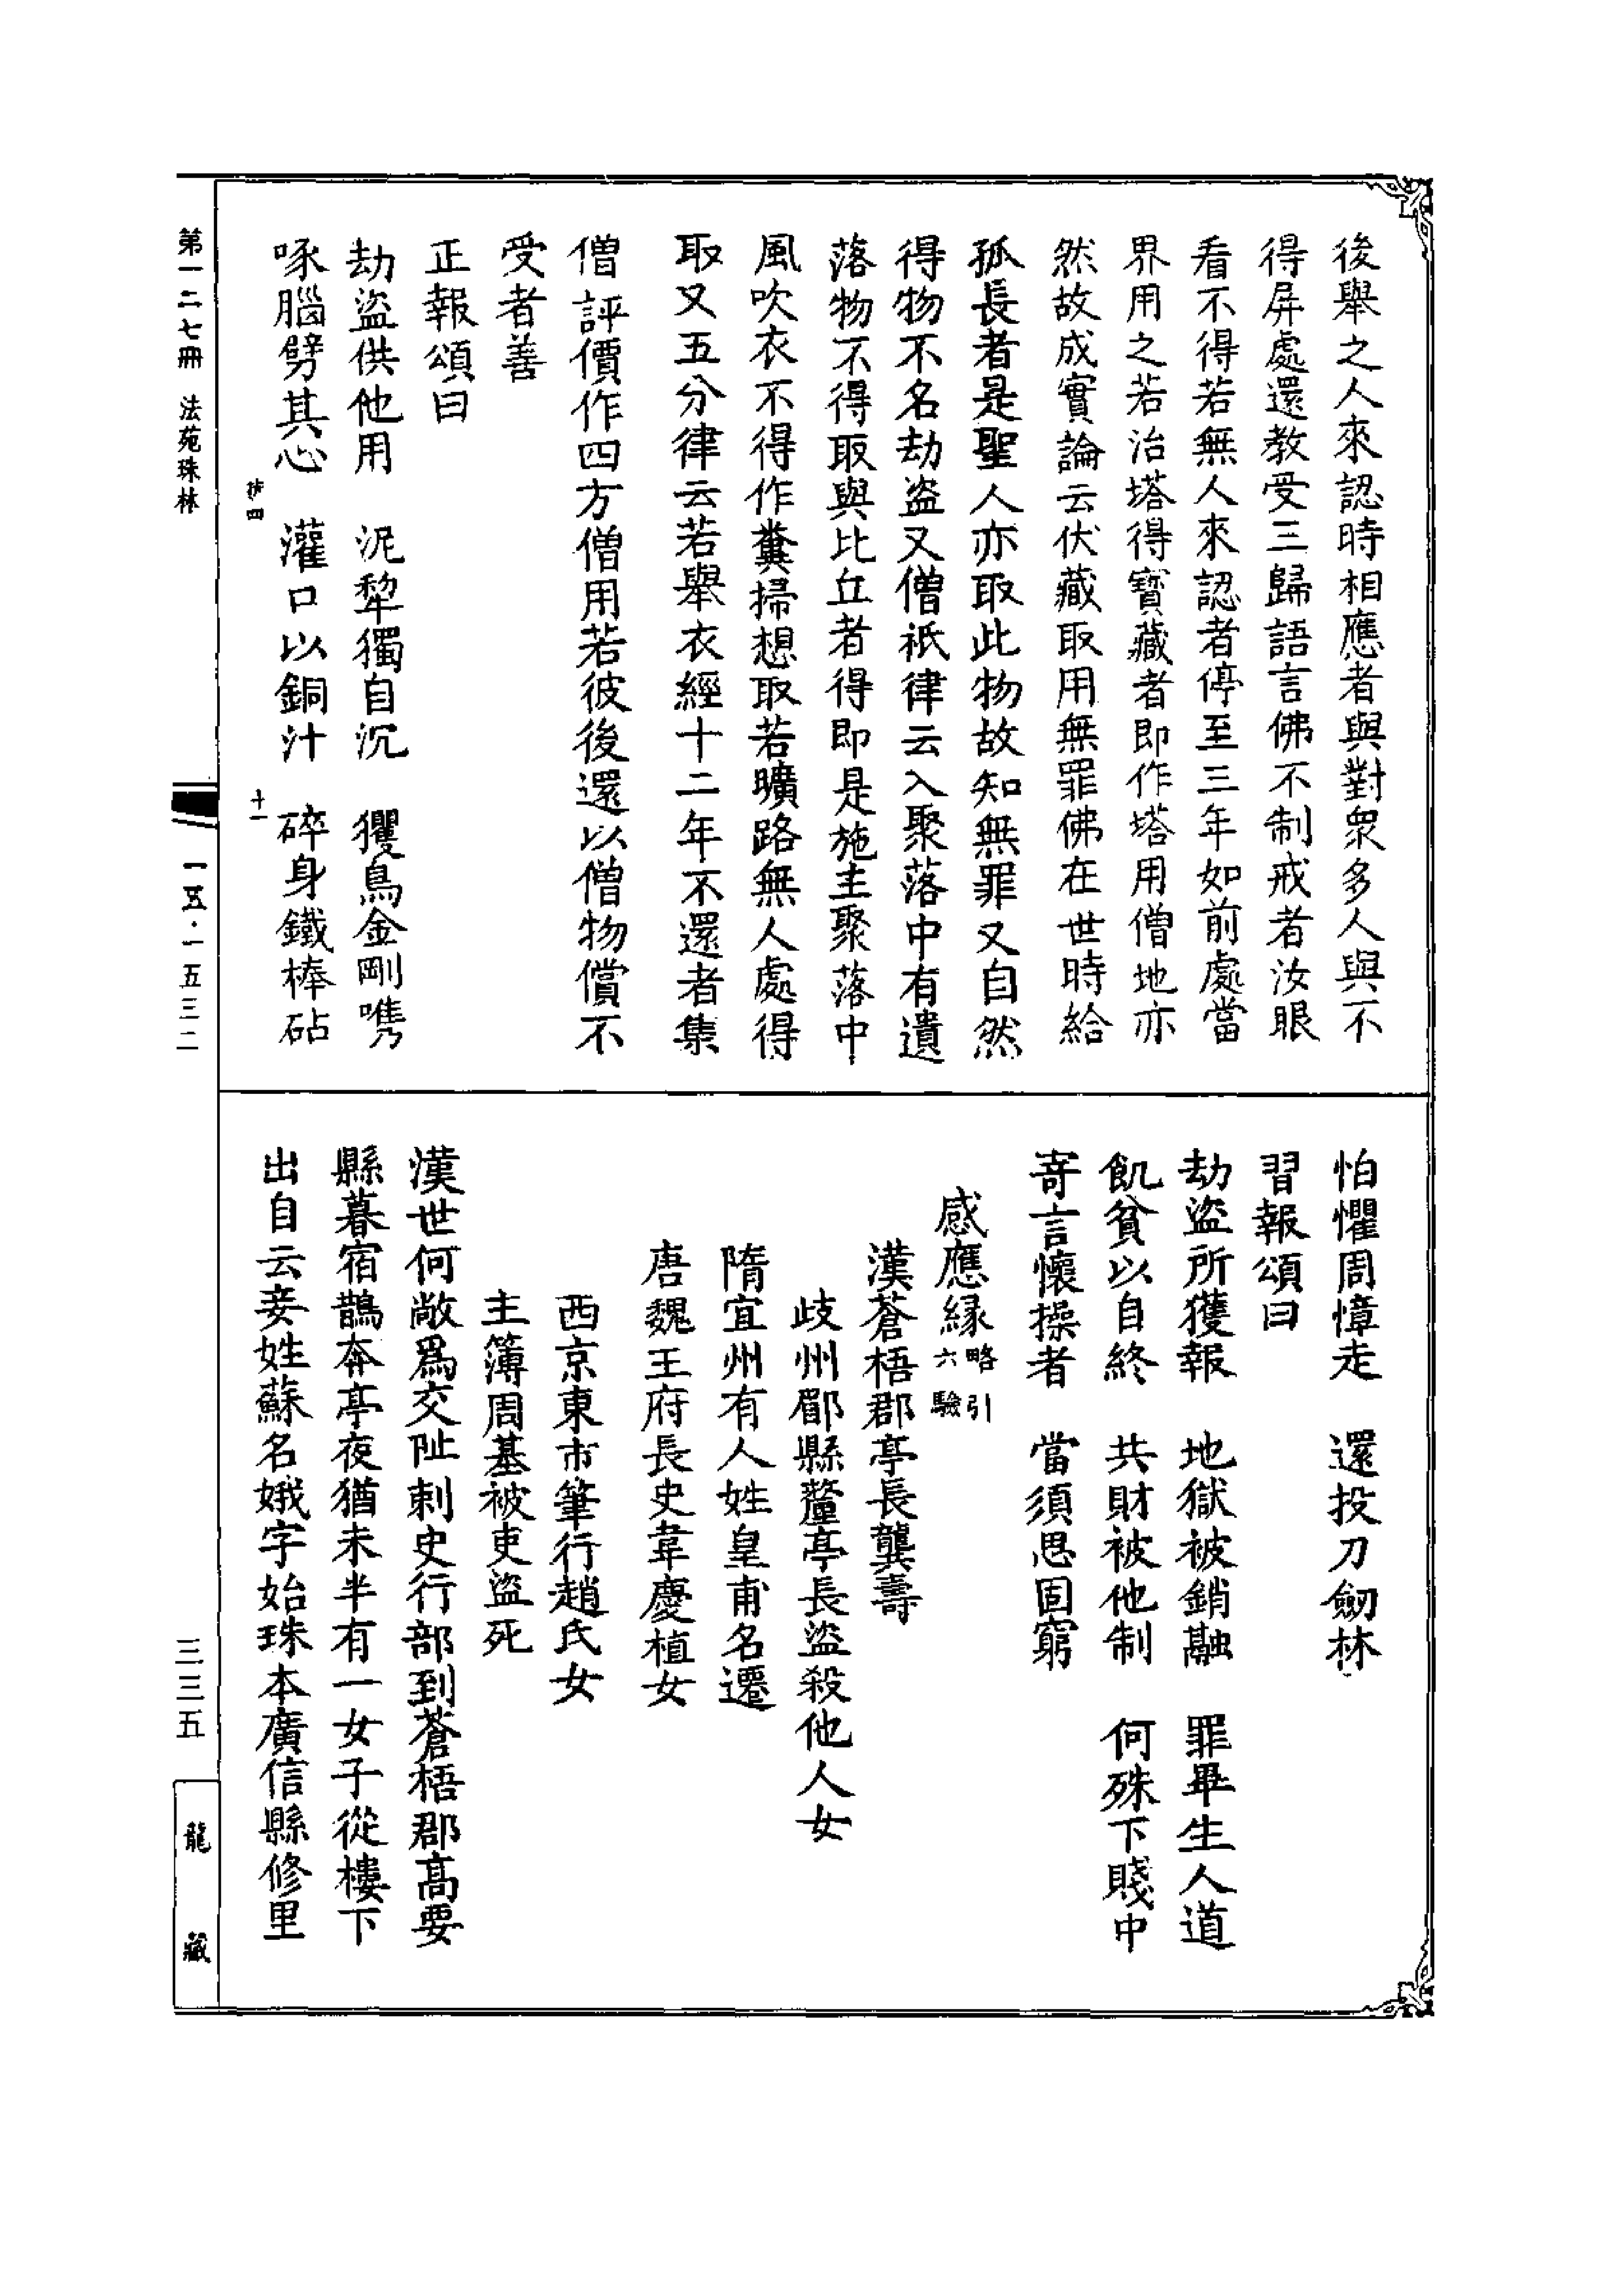 後舉之人來認時相應者與對衆多人與不
得屏處還教受三歸語言佛不制戒者汝眼
看不得若無人來認者停至三年如前處當
界用之若治塔得寶藏者即作塔用僧地亦
然故成實論云伏藏取用無罪佛在世時給
孤長者是聖人亦取此物故知無罪又自然
得物不名劫盜又僧祇律云入聚落中有遺
落物不得取與比丘者得即是施主聚落中
風吹衣不得作糞掃想取若曠路無人處得
取又五分律云若舉衣經十二年不還者集
僧評價作四方僧用若彼後還以僧物償不
受者善
正報頌曰
劫盜供他用　泥犂獨自沉　玃鳥金剛嘴
啄腦劈其心　灌口以銅汁　碎身鐵棒砧
怕懼周慞走　還投刀劒林
習報頌曰
劫盜所獲報　地獄被銷融　罪畢生人道
飢貧以自終　共財被他制　何殊下賤中
寄言懷操者　當須思固窮
感應緣略引六驗
漢蒼梧郡亭長龔壽
歧州郿縣釐亭長盜殺他人女
隋宜州有人姓皇甫名遷
唐魏王府長史韋慶植女
西京東市筆行趙氏女
主簿周基被吏盜死
漢世何敞爲交阯刺史行部到蒼梧郡高要
縣暮宿鵲奔亭夜猶未半有一女子從樓下
出自云妾姓蘇名娥字始珠本廣信縣修里
第一二七冊　法苑珠林
十一
一五·一五三二
三三五
龍藏